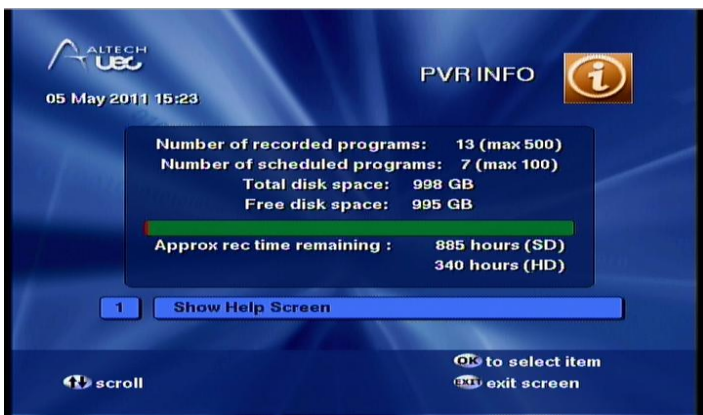 ALTECH
UEC
PVR INFO
05 May 2011 15:23
Number of recorded programs: 13 (max 500)
Number of scheduled programs: 7 (max 100)
Total disk space: 998 GB
Free disk space: 995 GB
Approx rec time remaining : 885 hours (SD)
340 hours (HD)
1 Show Help Screen
OK to select item
scroll
EXIT exit screen